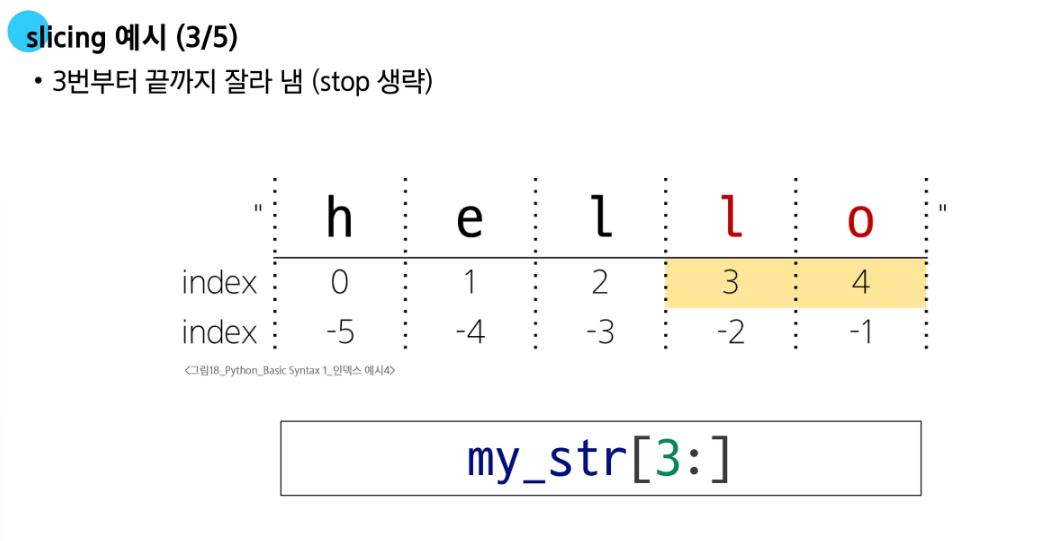 slicing 예시 (3/5)
• 3번부터 끝까지 잘라 냄 (stop 생략)
" h e l l o "
index 0 1 2 3 4
index -5 -4 -3 -2 -1
<그림18_Python_Basic Syntax 1_인덱스 예시4>
my_str[3:]